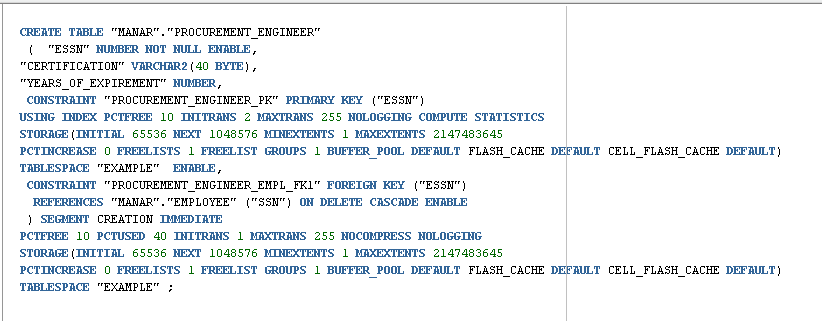 CREATE TABLE "MANAR"."PROCUREMENT_ENGINEER"
( "ESSN" NUMBER NOT NULL ENABLE,
"CERTIFICATION" VARCHAR2(40 BYTE),
"YEARS_OF_EXPIREMENT" NUMBER,
CONSTRAINT "PROCUREMENT_ENGINEER_PK" PRIMARY KEY ("ESSN")
USING INDEX PCTFREE 10 INITRANS 2 MAXTRANS 255 NOLOGGING COMPUTE STATISTICS
STORAGE(INITIAL 65536 NEXT 1048576 MINEXTENTS 1 MAXEXTENTS 2147483645
PCTINCREASE 0 FREELISTS 1 FREELIST GROUPS 1 BUFFER_POOL DEFAULT FLASH_CACHE DEFAULT CELL_FLASH_CACHE DEFAULT)
TABLESPACE "EXAMPLE" ENABLE,
CONSTRAINT "PROCUREMENT_ENGINEER_EMPL_FK1" FOREIGN KEY ("ESSN")
REFERENCES "MANAR"."EMPLOYEE" ("SSN") ON DELETE CASCADE ENABLE
) SEGMENT CREATION IMMEDIATE
PCTFREE 10 PCTUSED 40 INITRANS 1 MAXTRANS 255 NOCOMPRESS NOLOGGING
STORAGE(INITIAL 65536 NEXT 1048576 MINEXTENTS 1 MAXEXTENTS 2147483645
PCTINCREASE 0 FREELISTS 1 FREELIST GROUPS 1 BUFFER_POOL DEFAULT FLASH_CACHE DEFAULT CELL_FLASH_CACHE DEFAULT)
TABLESPACE "EXAMPLE" ;